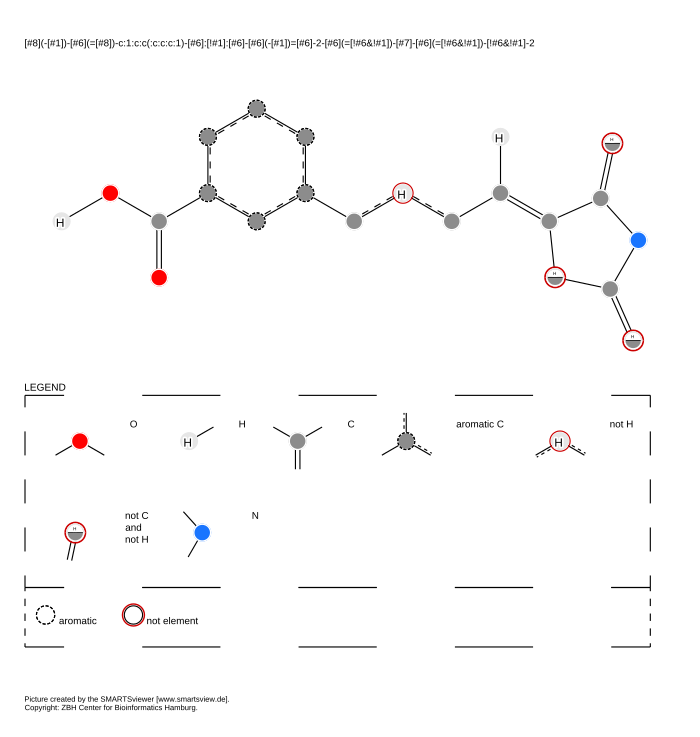 [#8](-[#1])-[#6](=[#8])-c:1:c:c(:c:c:c:1)-[#6]:[!#1]:[#6]-[#6](-[#1])=[#6]-2-[#6](=[!#6&!#1])-[#7]-[#6](=[!#6&!#1])-[!#6&!#1]-2
H
H
H
H
H
H
H
LEGEND
O
H
H
C
aromatic C
H
not H
H
not C
and
not H
N
aromatic
not element
Picture created by the SMARTSviewer [www.smartsview.de].
Copyright: ZBH Center for Bioinformatics Hamburg.